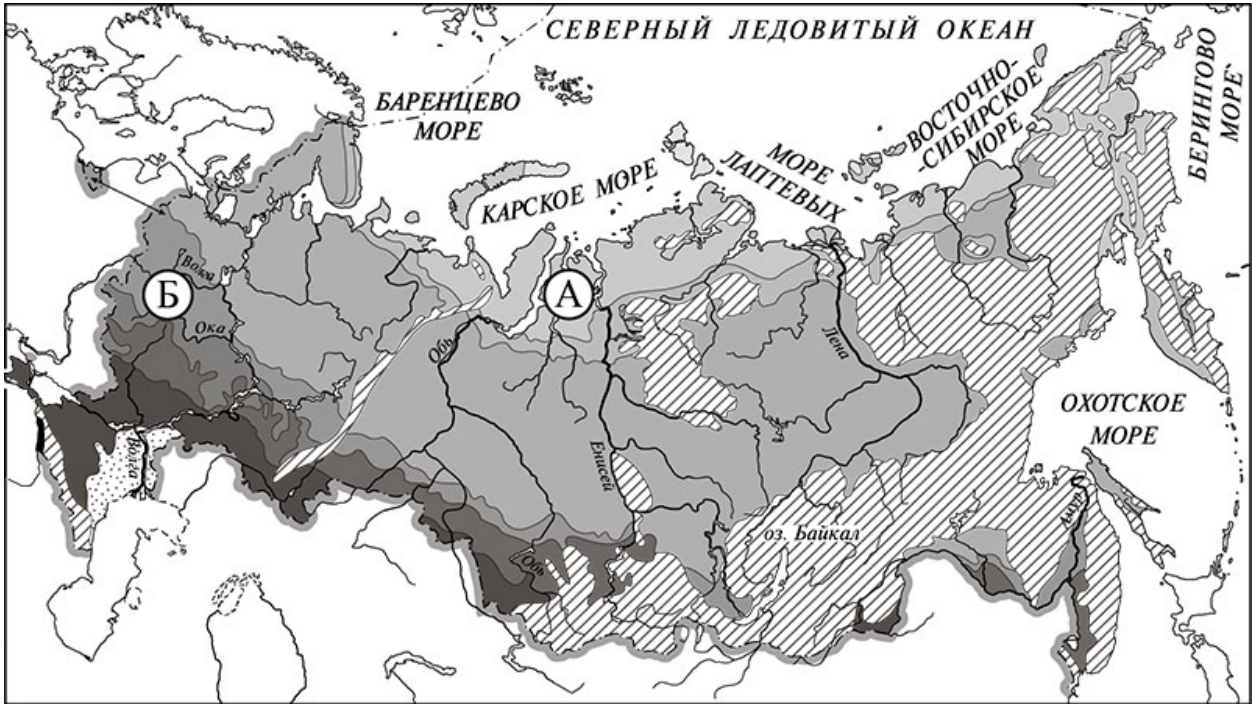 СЕВЕРНЫЙ ЛЕДОВИТЫЙ ОКЕАН
БАРЕНЦЕВО
МОРЕ
КАРСКОЕ МОРЕ
МОРЕ
ЛАПТЕВЫХ
ВОСТОЧНО-
СИБИРСКОЕ
МОРЕ
БЕРИНГОВО
МОРЕ
Волга
Б
А
Ока
Обь
Лена
ОХОТСКОЕ
МОРЕ
Волга
Енисей
Амур
оз. Байкал
Обь